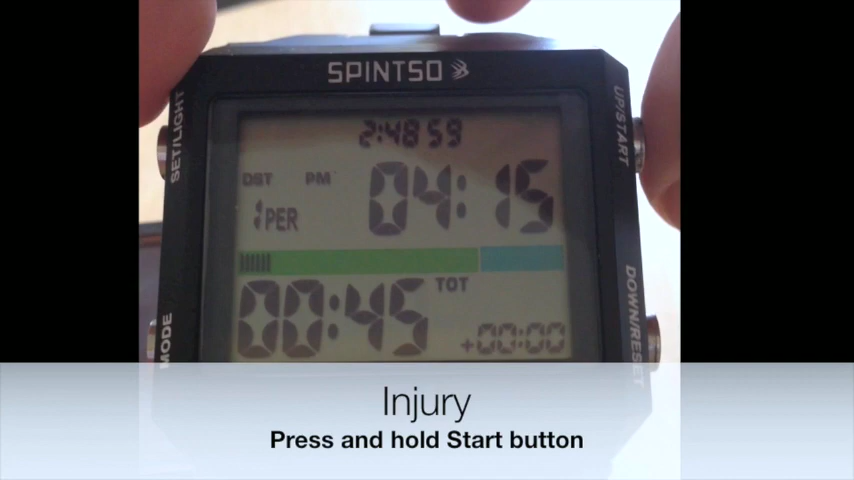 SPINTSO
SET/LIGHT
UP/START
2:48 59
DST PM
04:15
1PER
TOT
00:45
+00:00
MODE
DOWN/RESET
Injury
Press and hold Start button